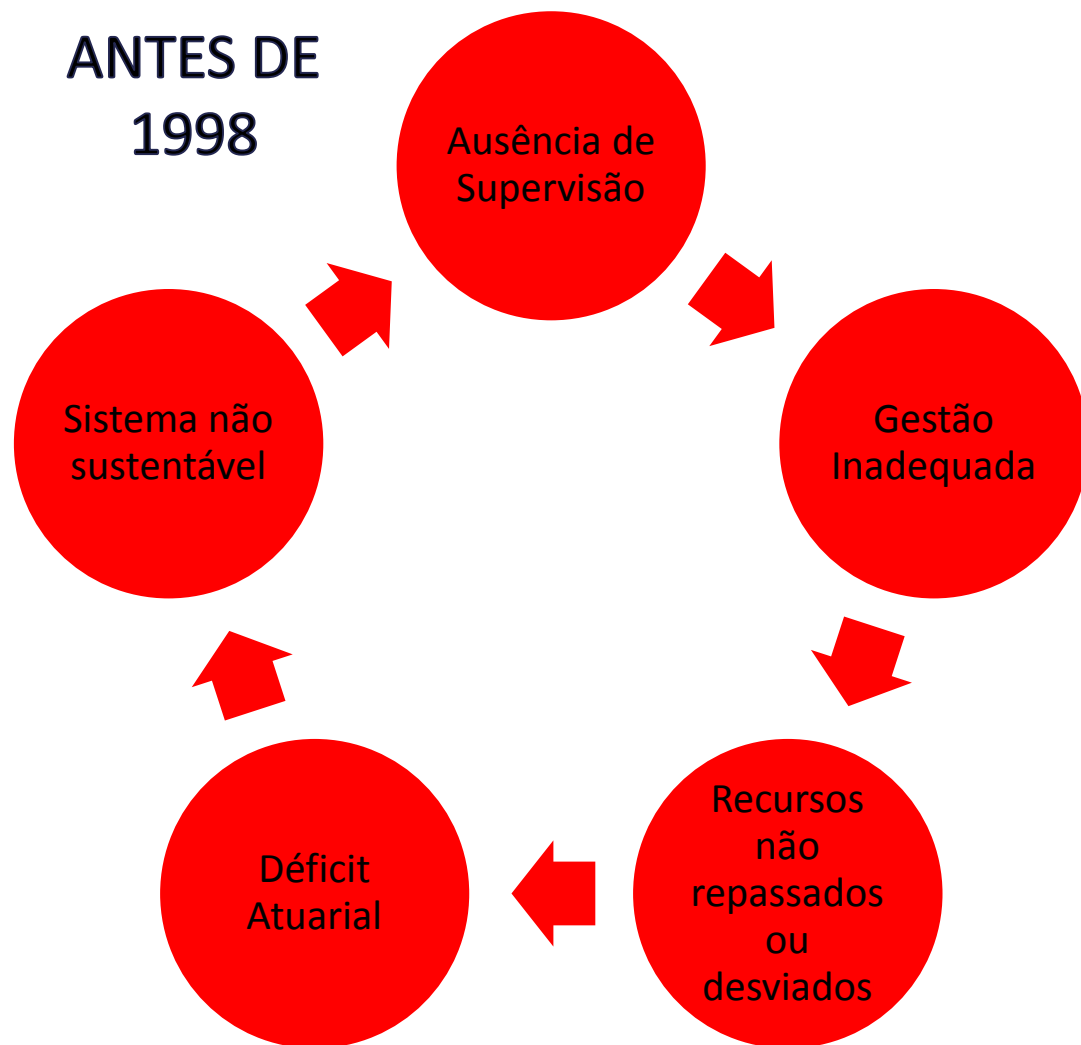 ANTES DE
1998
Ausência de
Supervisão
Gestão
Inadequada
Recursos
não
repassados
ou
desviados
Déficit
Atuarial
Sistema não
sustentável